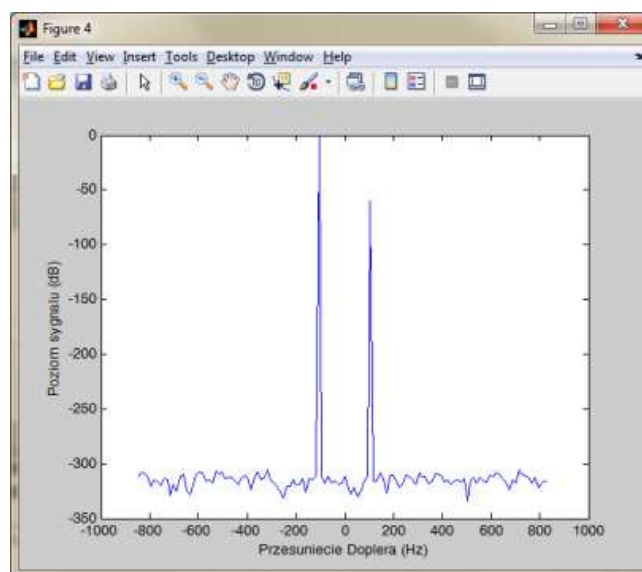 Figure 4
File Edit View Insert Tools Desktop Window Help
0
-50
-100
-150
-200
-250
-300
-350
Poziom sygnalu (dB)
-1000 -800 -600 -400 -200 0 200 400 600 800 1000
Przesuniecie Doplera (Hz)